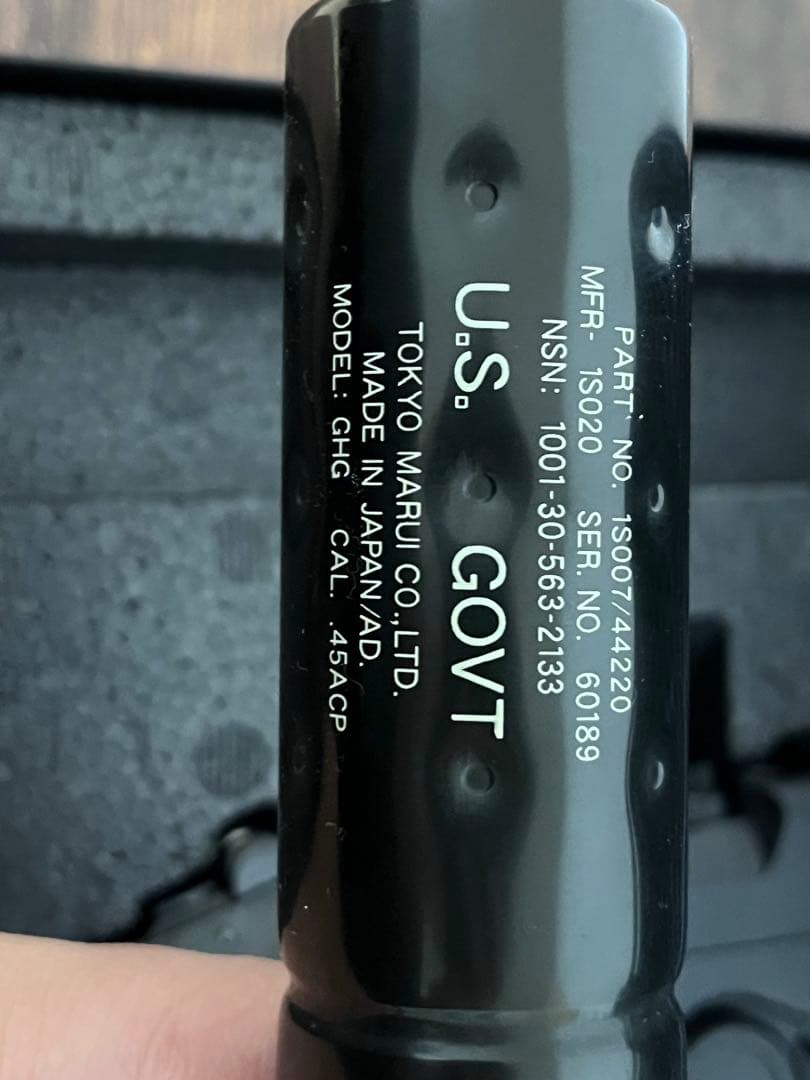 PART NO. 1S007/44220
MFR- 1S020 SER. NO. 60189
NSN: 1001-30-563-2133
U.S. GOVT
TOKYO MARUI CO.,LTD.
MADE IN JAPAN/AD.
MODEL: GHG CAL. .45ACP